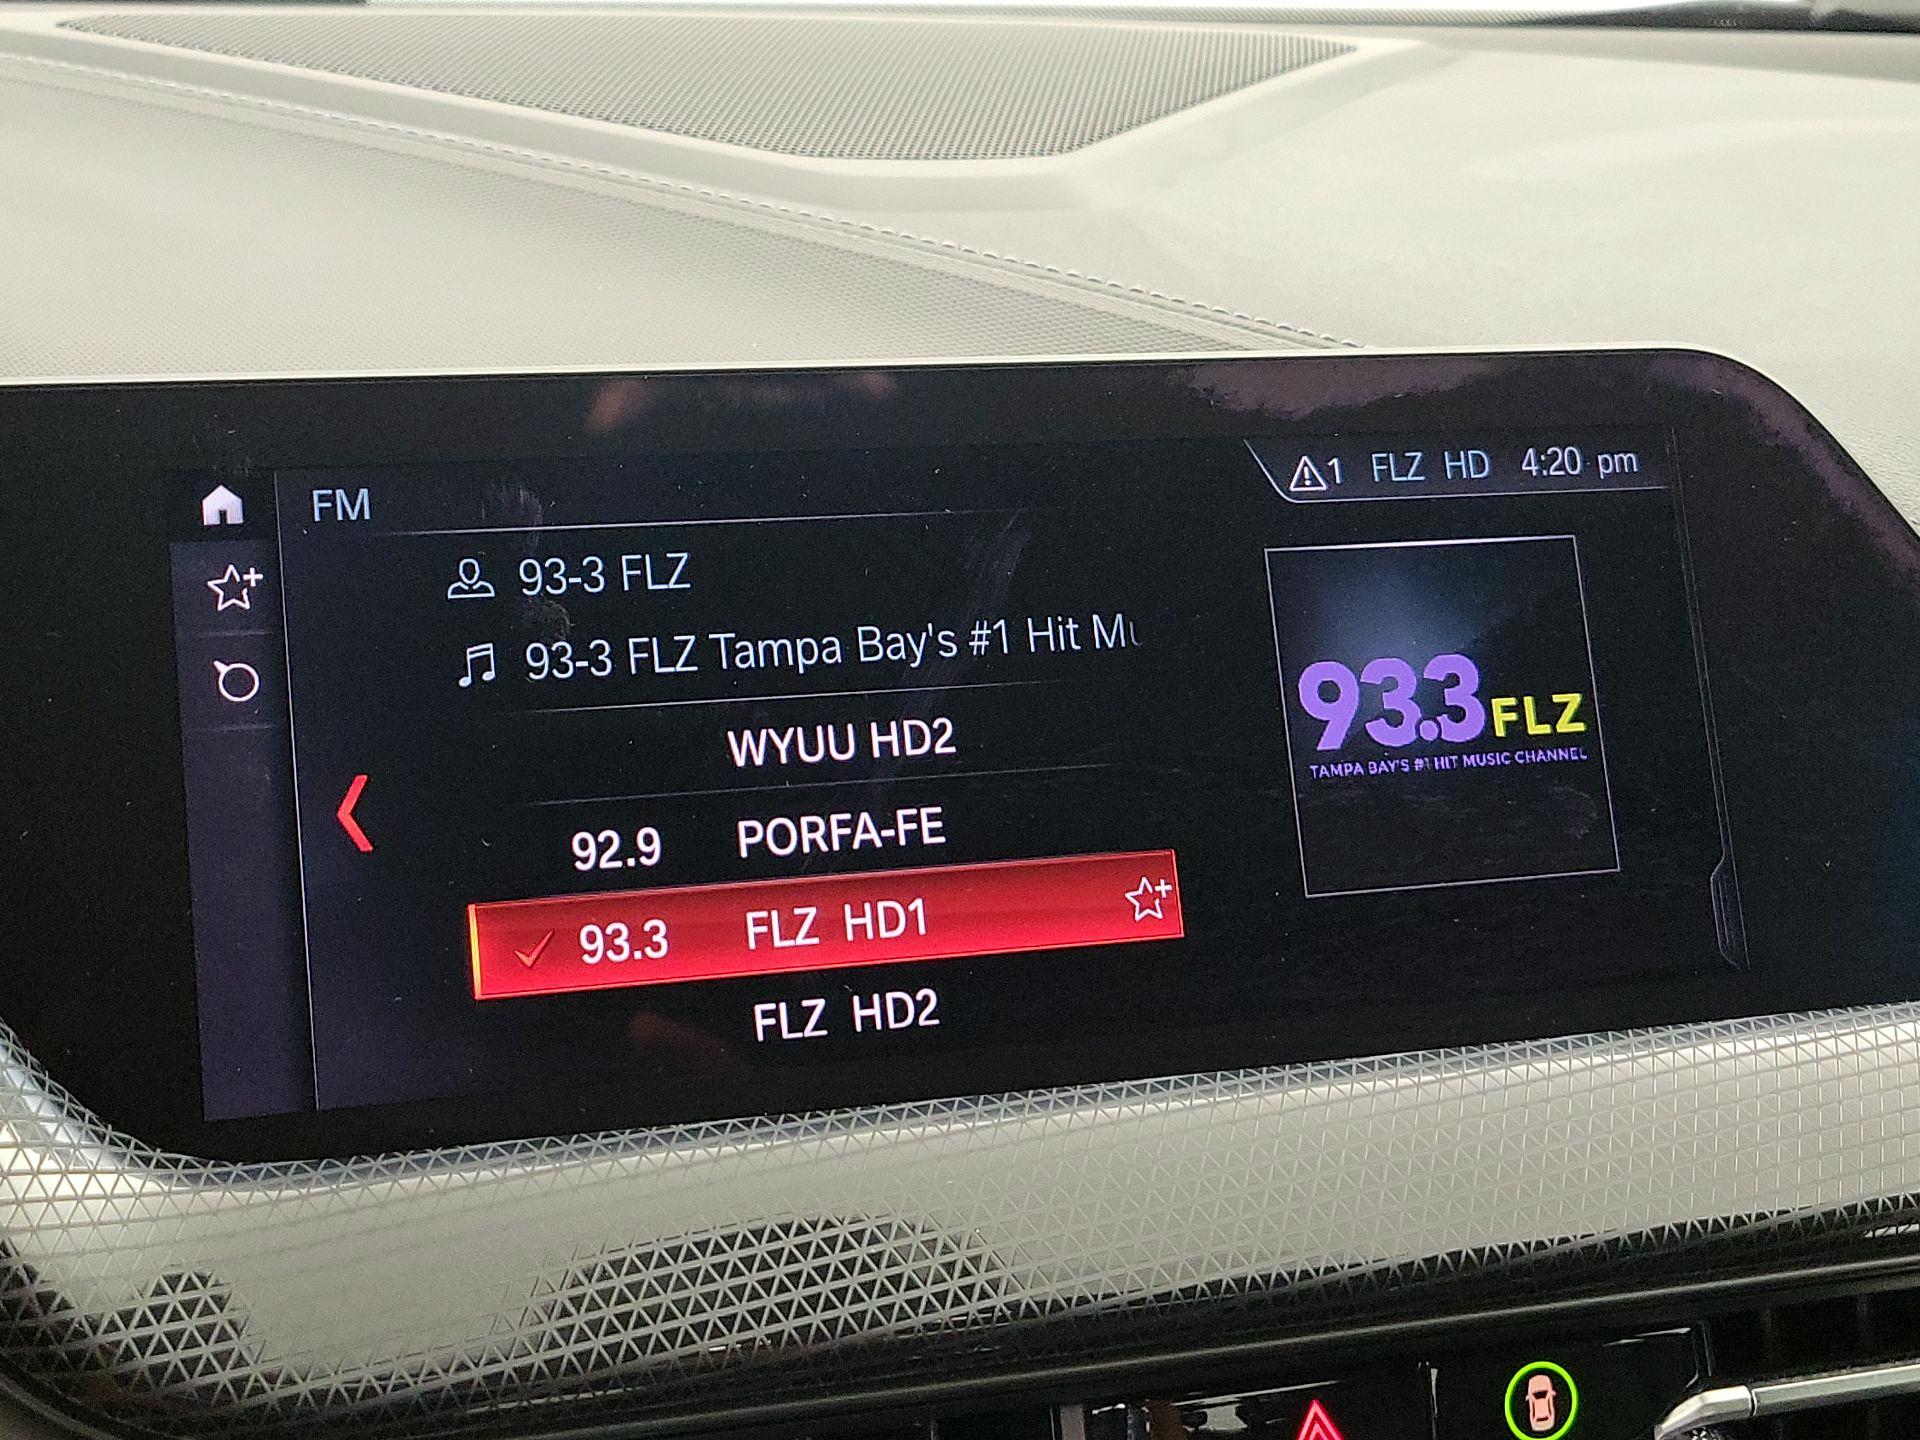 FM
1 FLZ HD 4:20 pm
93-3 FLZ
93-3 FLZ Tampa Bay's #1 Hit Mu
WYUU HD2
92.9 PORFA-FE
93.3 FLZ HD1
FLZ HD2
93.3 FLZ
TAMPA BAY'S #1 HIT MUSIC CHANNEL